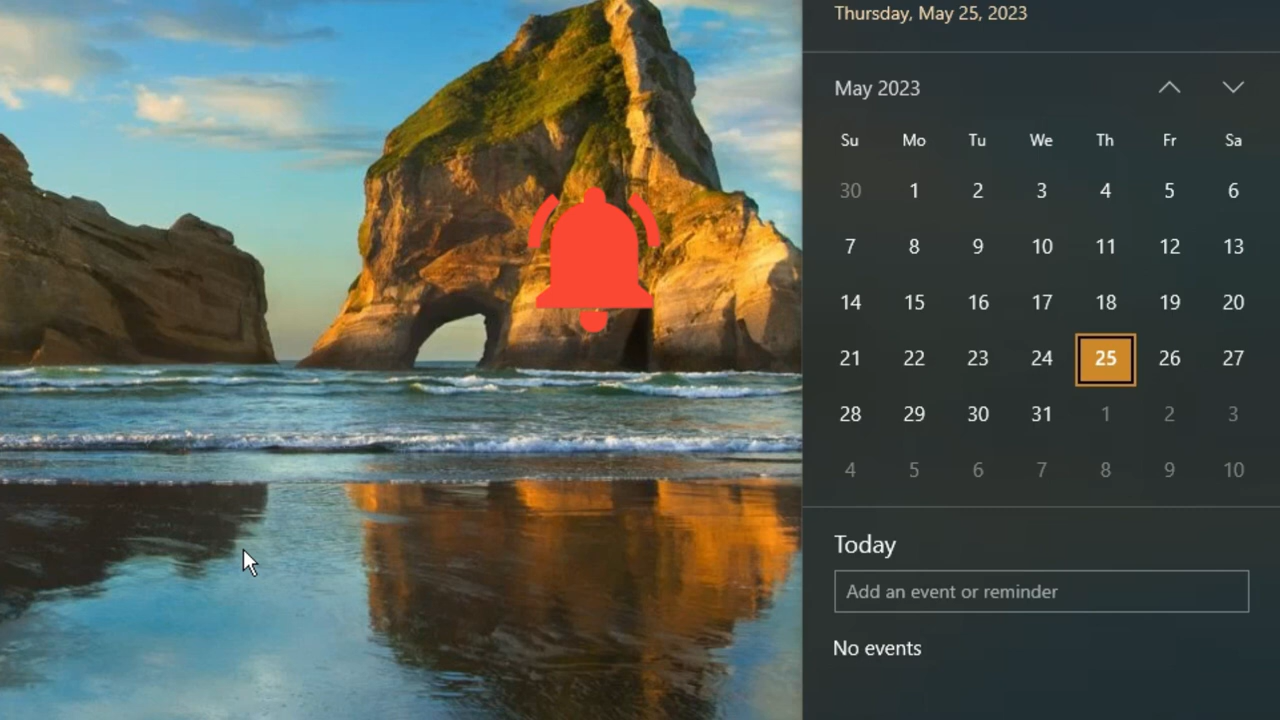 Thursday, May 25, 2023
May 2023
Su Mo Tu We Th Fr Sa
30 1 2 3 4 5 6
7 8 9 10 11 12 13
14 15 16 17 18 19 20
21 22 23 24 25 26 27
28 29 30 31 1 2 3
4 5 6 7 8 9 10
Today
Add an event or reminder
No events